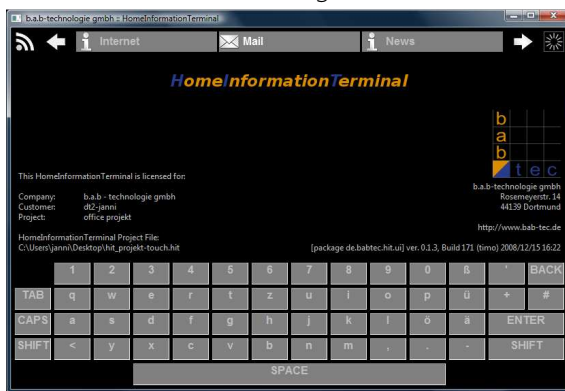 b.a.b-technologie gmbh :: HomeInformationTerminal
Internet Mail News
HomeInformationTerminal
b
a
b
tec
This HomeInformationTerminal is licensed for:
Company: b.a.b - technologie gmbh
Customer: dt2-janni
Project: office projekt
b.a.b-technologie gmbh
Rosemeyerstr. 14
44139 Dortmund
http://www.bab-tec.de
HomeInformationTerminal Project File:
C:\Users\janni\Desktop\hit_projekt-touch.hit
[package de.babtec.hit.ui] ver. 0.1.3, Build 171 (timo) 2008/12/15 16:22
1 2 3 4 5 6 7 8 9 0 ß ' BACK
TAB q w e r t z u i o p ü + #
CAPS a s d f g h j k l ö ä ENTER
SHIFT < y x c v b n m , . - SHIFT
SPACE